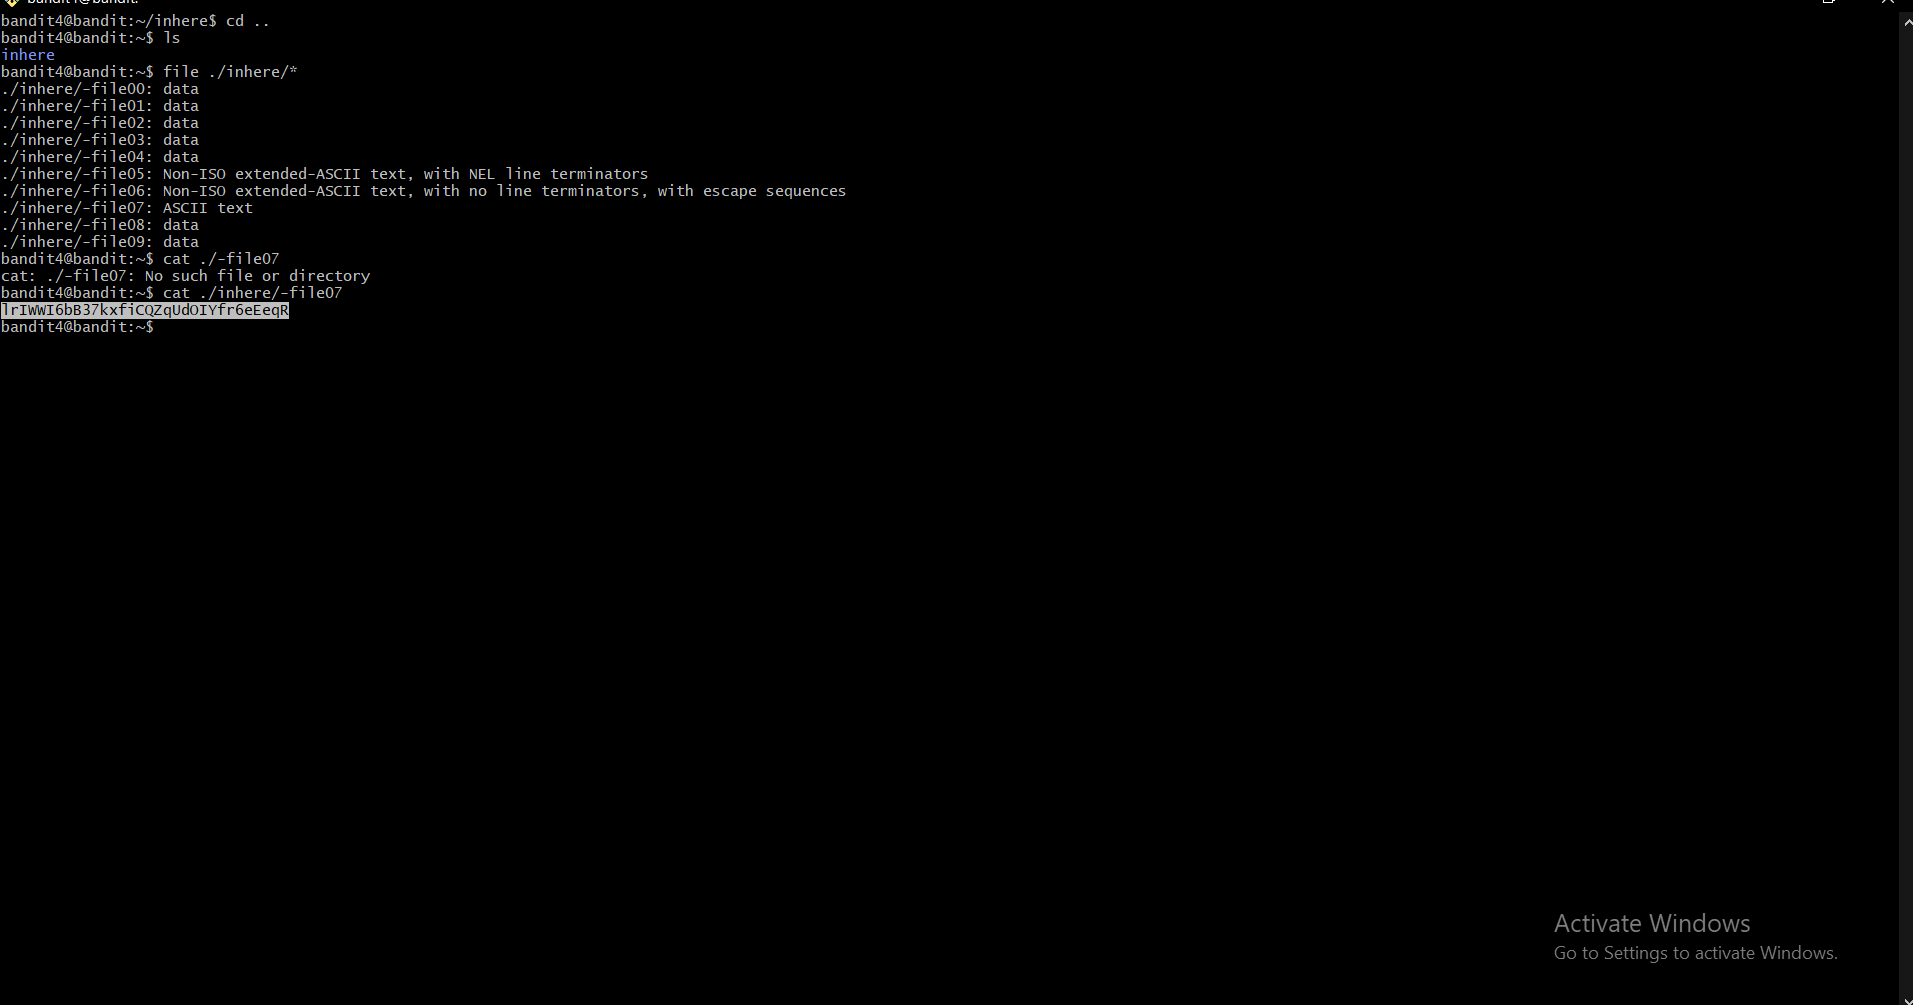 bandit4@bandit:~/inhere$ cd ..
bandit4@bandit:~$ ls
inhere
bandit4@bandit:~$ file ./inhere/*
./inhere/-file00: data
./inhere/-file01: data
./inhere/-file02: data
./inhere/-file03: data
./inhere/-file04: data
./inhere/-file05: Non-ISO extended-ASCII text, with NEL line terminators
./inhere/-file06: Non-ISO extended-ASCII text, with no line terminators, with escape sequences
./inhere/-file07: ASCII text
./inhere/-file08: data
./inhere/-file09: data
bandit4@bandit:~$ cat ./-file07
cat: ./-file07: No such file or directory
bandit4@bandit:~$ cat ./inhere/-file07
lrIWWI6bB37kxfiCQZqUdOIYfr6eEeqR
bandit4@bandit:~$
Activate Windows
Go to Settings to activate Windows.